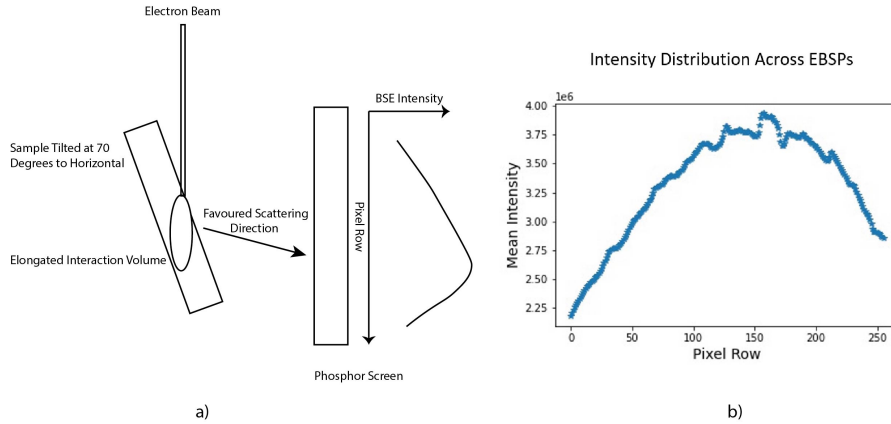 Electron Beam
Sample Tilted at 70
Degrees to Horizontal
Favoured Scattering
Direction
Elongated Interaction Volume
BSE Intensity
Pixel Row
Phosphor Screen
a)
Intensity Distribution Across EBSPs
1e6
4.00
3.75
3.50
3.25
3.00
2.75
2.50
2.25
Mean Intensity
0
50
100
150
200
250
Pixel Row
b)